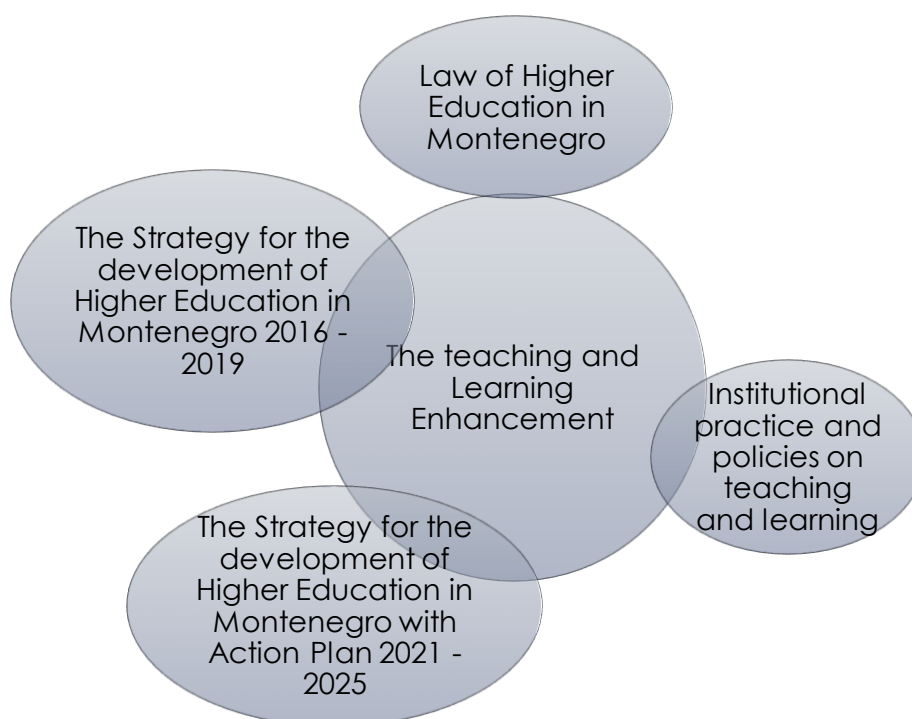 Law of Higher
Education in
Montenegro
The Strategy for the
development of
Higher Education in
Montenegro 2016 -
2019
The teaching and
Learning
Enhancement
Institutional
practice and
policies on
teaching
and learning
The Strategy for the
development of
Higher Education in
Montenegro with
Action Plan 2021 -
2025